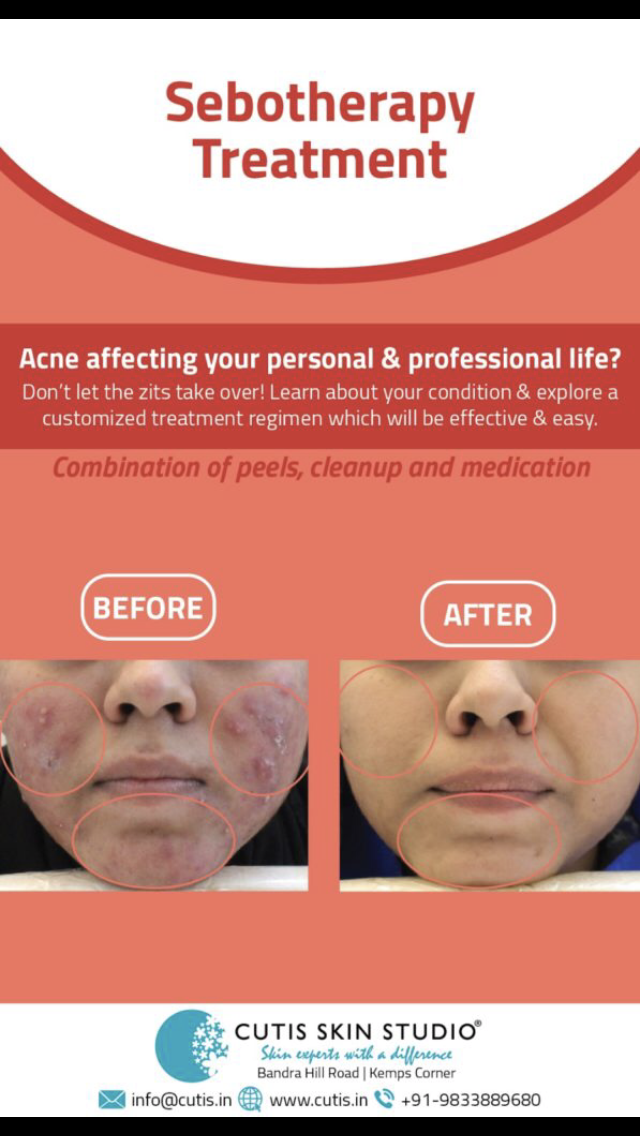 Sebotherapy
Treatment
Acne affecting your personal & professional life?
Don't let the zits take over! Learn about your condition & explore a
customized treatment regimen which will be effective & easy.
Combination of peels, cleanup and medication
BEFORE
AFTER
CUTIS SKIN STUDIO®
Skin experts with a difference
Bandra Hill Road | Kemps Corner
info@cutis.in www.cutis.in +91-9833889680